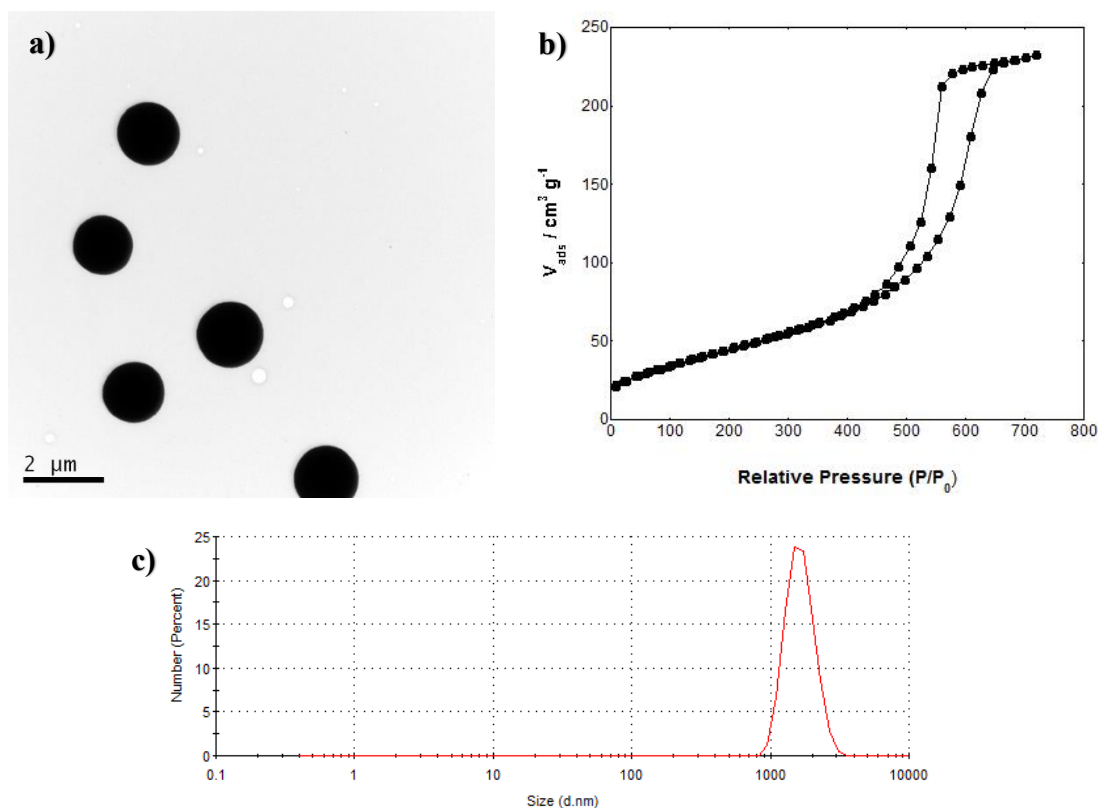 a)
2 μm
b)
250
200
150
100
50
0
V_ads / cm³ g⁻¹
0 100 200 300 400 500 600 700 800
Relative Pressure (P/P₀)
c)
25
20
15
10
5
0
Number (Percent)
0.1 1 10 100 1000 10000
Size (d.nm)